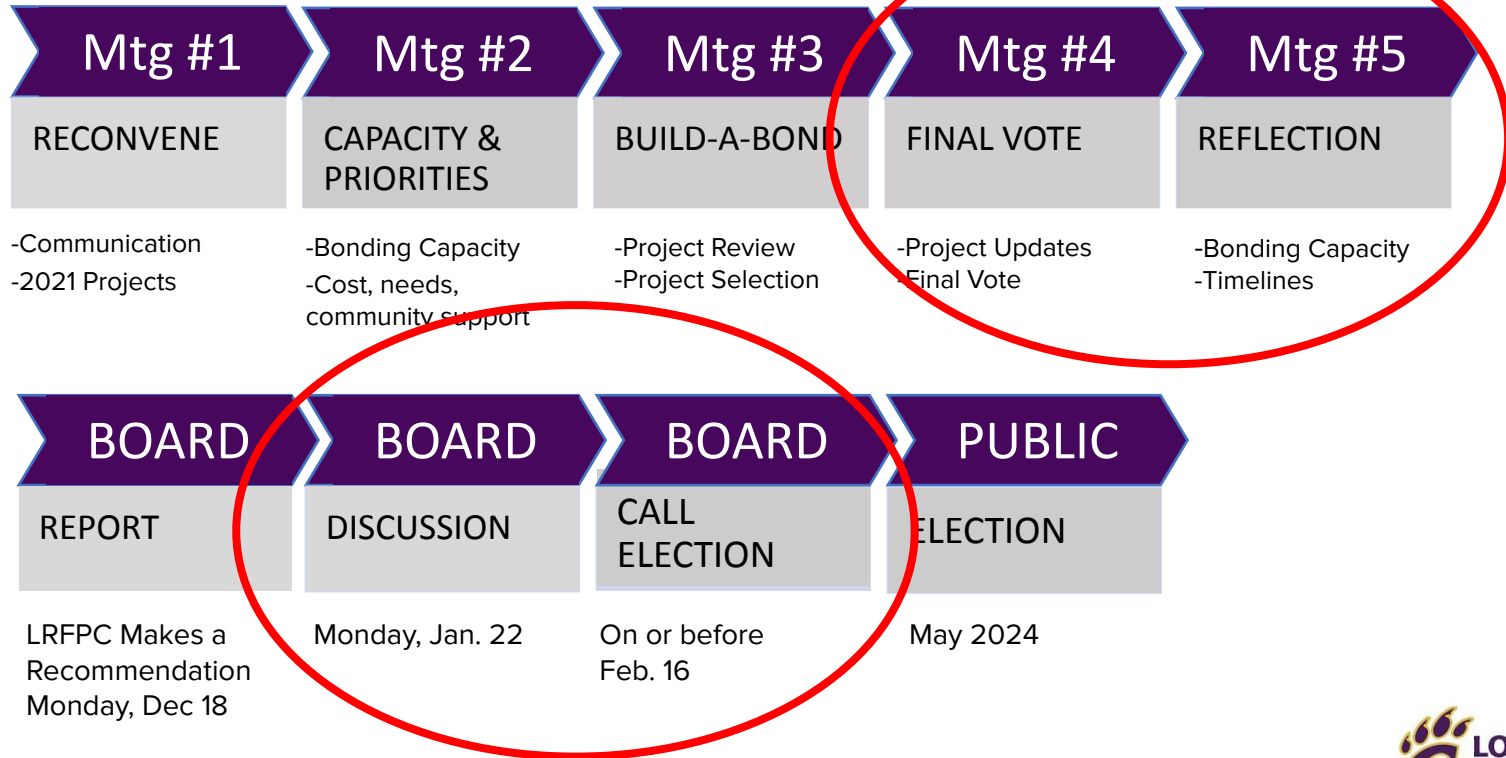 Mtg #1
Mtg #2
Mtg #3
Mtg #4
Mtg #5
RECONVENE
CAPACITY &
PRIORITIES
BUILD-A-BOND
FINAL VOTE
REFLECTION
-Communication
-2021 Projects
-Bonding Capacity
-Cost, needs,
community support
-Project Review
-Project Selection
-Project Updates
-Final Vote
-Bonding Capacity
-Timelines
BOARD
BOARD
BOARD
PUBLIC
REPORT
DISCUSSION
CALL
ELECTION
ELECTION
LRFPC Makes a
Recommendation
Monday, Dec 18
Monday, Jan. 22
On or before
Feb. 16
May 2024
LO